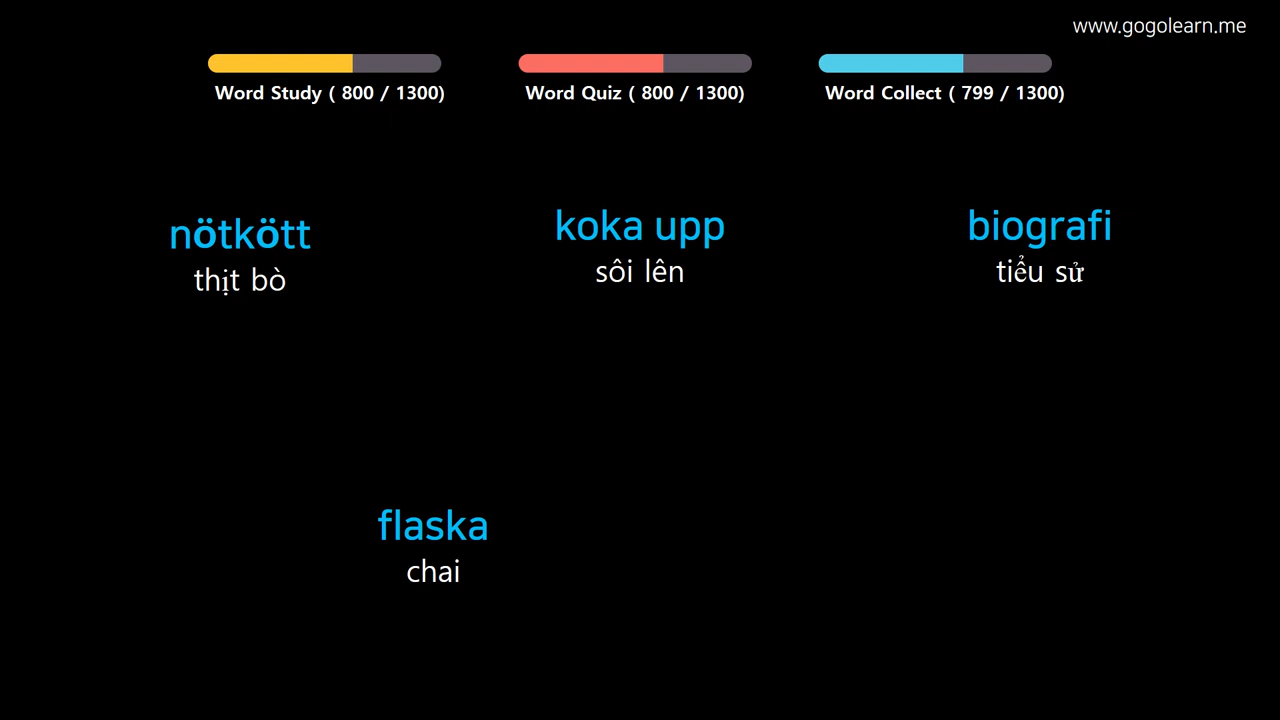 www.gogolearn.me
Word Study ( 800 / 1300)
Word Quiz ( 800 / 1300)
Word Collect ( 799 / 1300)
nötkött
thịt bò
koka upp
sôi lên
biografi
tiểu sử
flaska
chai